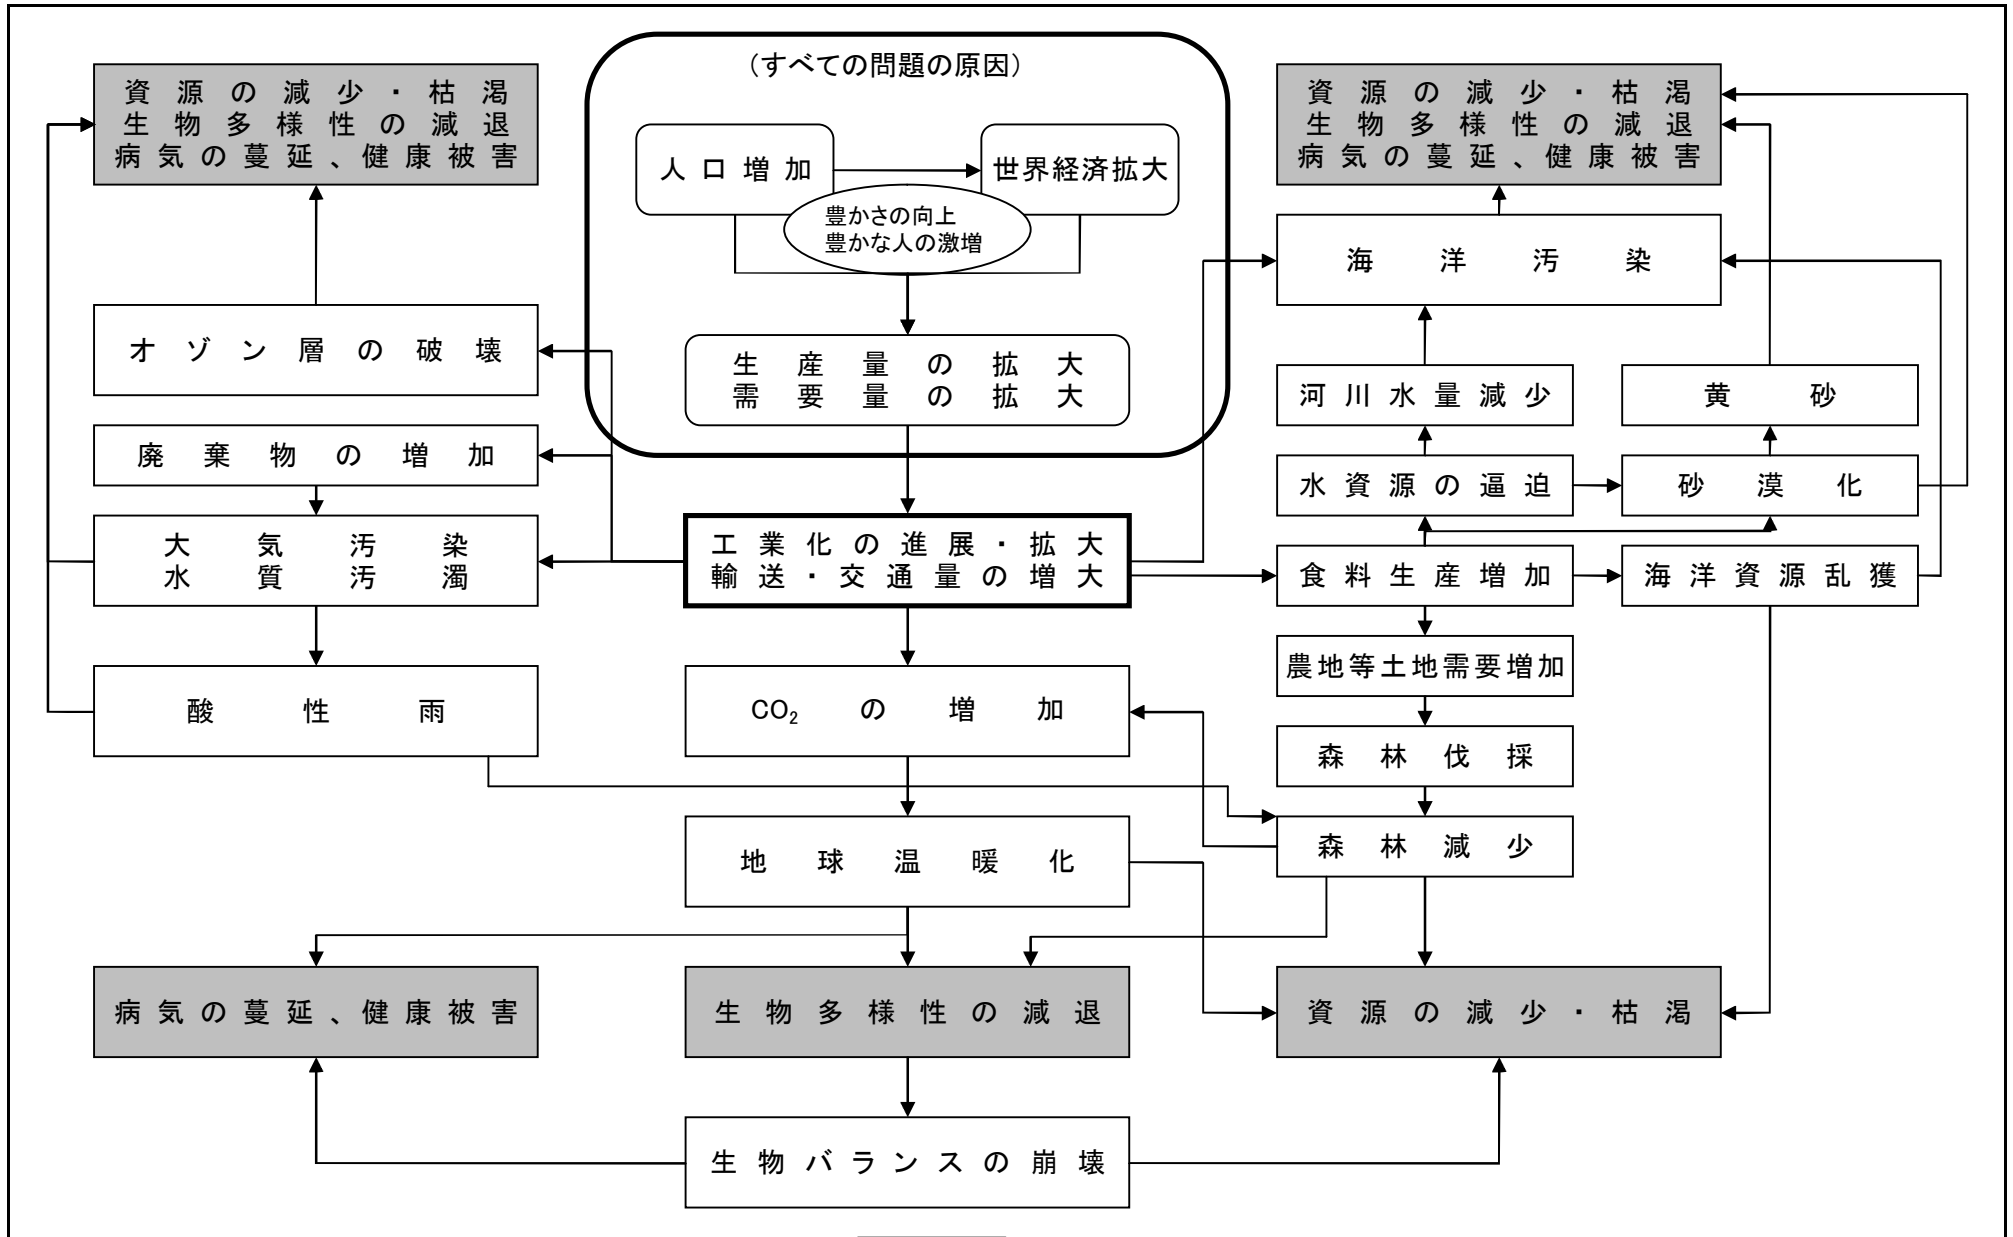 (すべての問題の原因)
資源の減少・枯渇
生物多様性の減退
病気の蔓延、健康被害
人口増加
世界経済拡大
資源の減少・枯渇
生物多様性の減退
病気の蔓延、健康被害
豊かさの向上
豊かな人の激増
海洋汚染
オゾン層の破壊
生産量の拡大
需要量の拡大
河川水量減少
黄砂
廃棄物の増加
水資源の逼迫
砂漠化
大気汚染
水質汚濁
工業化の進展・拡大
輸送・交通量の増大
食料生産増加
海洋資源乱獲
農地等土地需要増加
酸性雨
CO₂の増加
森林伐採
地球温暖化
森林減少
病気の蔓延、健康被害
生物多様性の減退
資源の減少・枯渇
生物バランスの崩壊